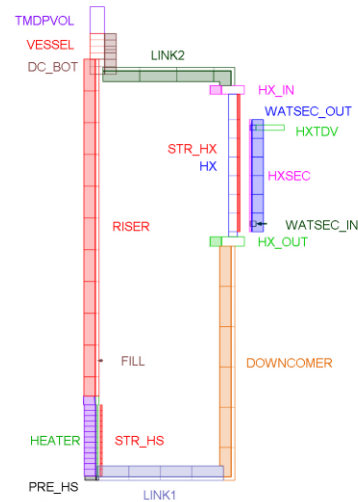 TMDPVOL
VESSEL
DC_BOT
LINK2
HX_IN
WATSEC_OUT
HXTDV
STR_HX
HX
HXSEC
RISER
WATSEC_IN
HX_OUT
FILL
DOWNCOMER
HEATER
STR_HS
PRE_HS
LINK1